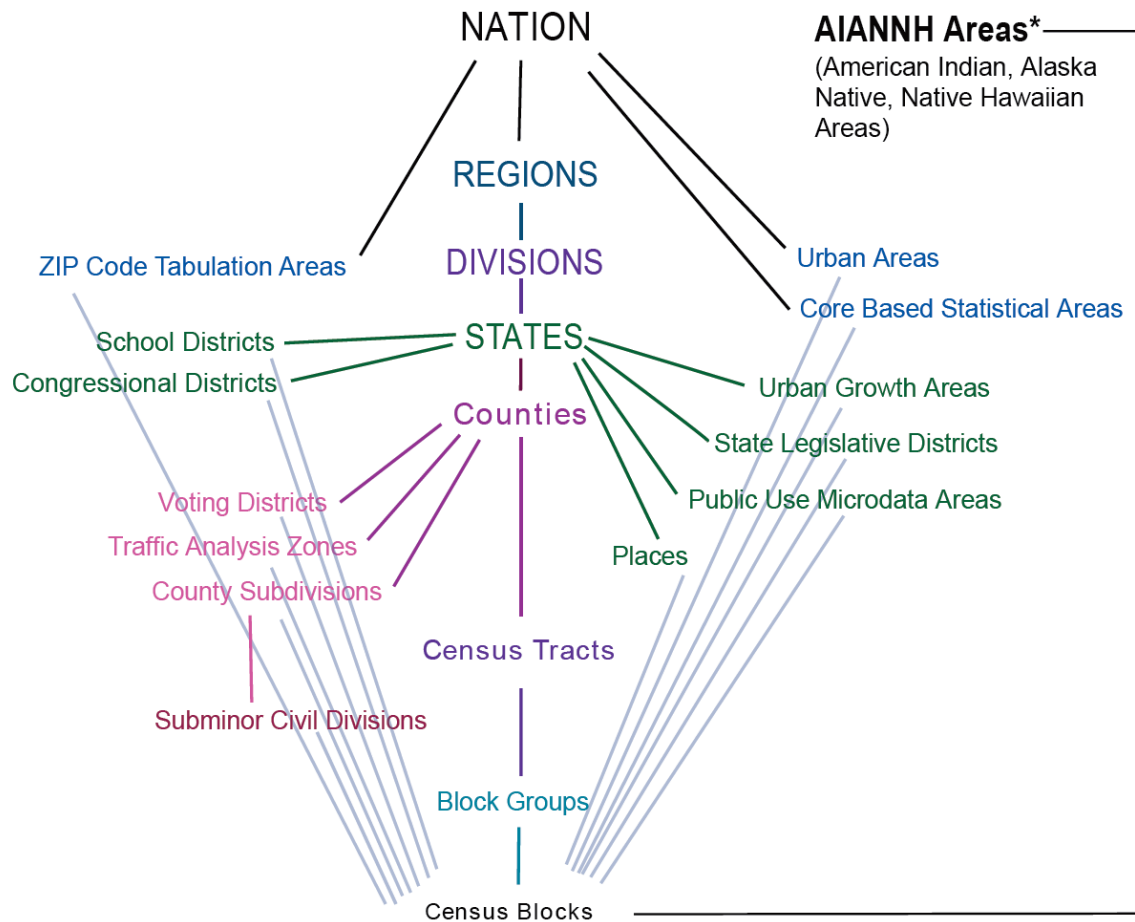 NATION
AIANNH Areas*
(American Indian, Alaska
Native, Native Hawaiian
Areas)
REGIONS
ZIP Code Tabulation Areas
DIVISIONS
Urban Areas
Core Based Statistical Areas
School Districts
STATES
Congressional Districts
Urban Growth Areas
Counties
State Legislative Districts
Voting Districts
Public Use Microdata Areas
Traffic Analysis Zones
Places
County Subdivisions
Census Tracts
Subminor Civil Divisions
Block Groups
Census Blocks